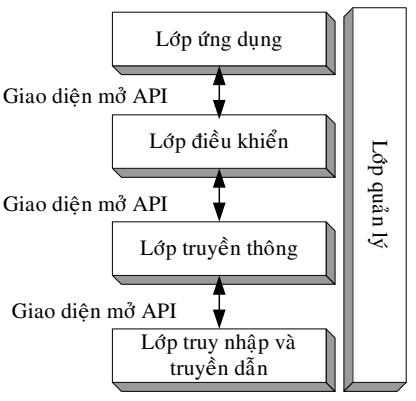 Lớp ứng dụng
Giao diện mở API
Lớp điều khiển
Giao diện mở API
Lớp truyền thông
Giao diện mở API
Lớp truy nhập và
truyền dẫn
Lớp quản lý